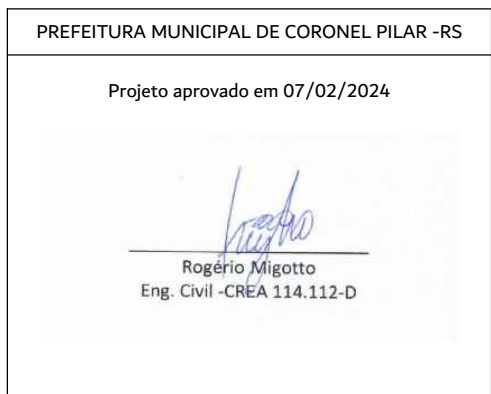 PREFEITURA MUNICIPAL DE CORONEL PILAR -RS
Projeto aprovado em 07/02/2024
Rogério Migotto
Eng. Civil -CREA 114.112-D